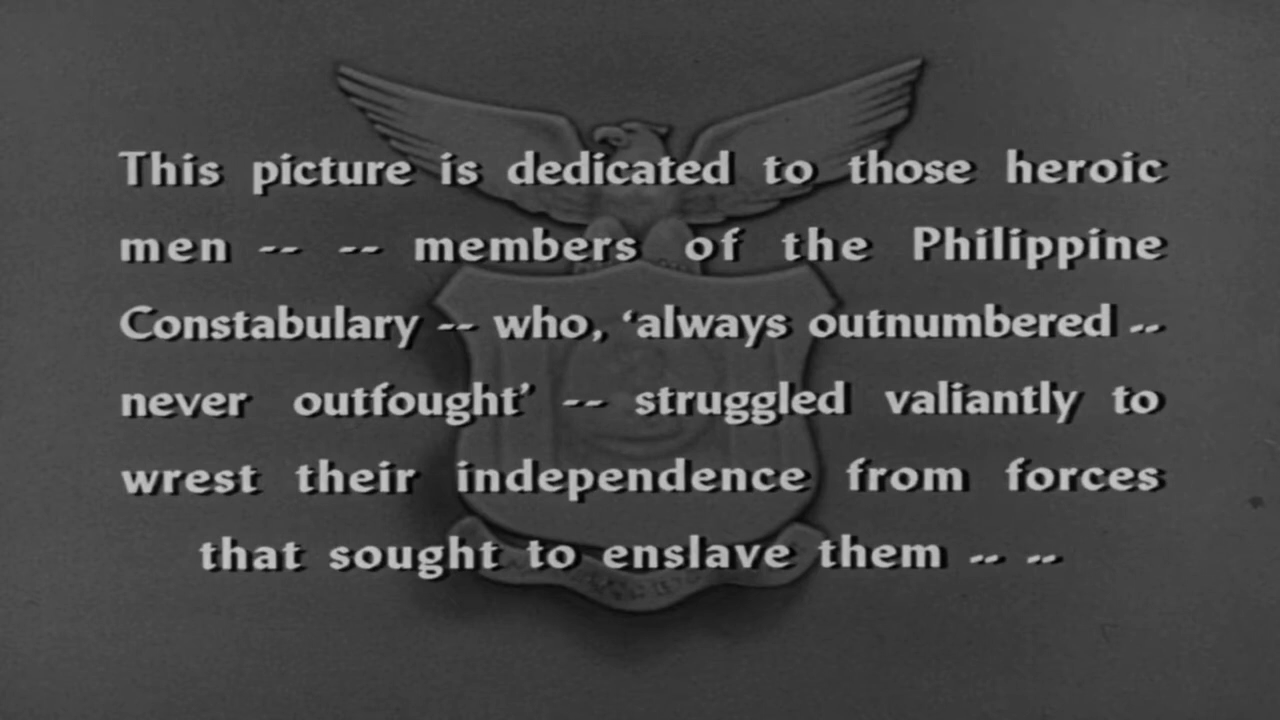 This picture is dedicated to those heroic
men -- -- members of the Philippine
Constabulary -- who, ‘always outnumbered --
never outfought’ -- struggled valiantly to
wrest their independence from forces
that sought to enslave them -- --